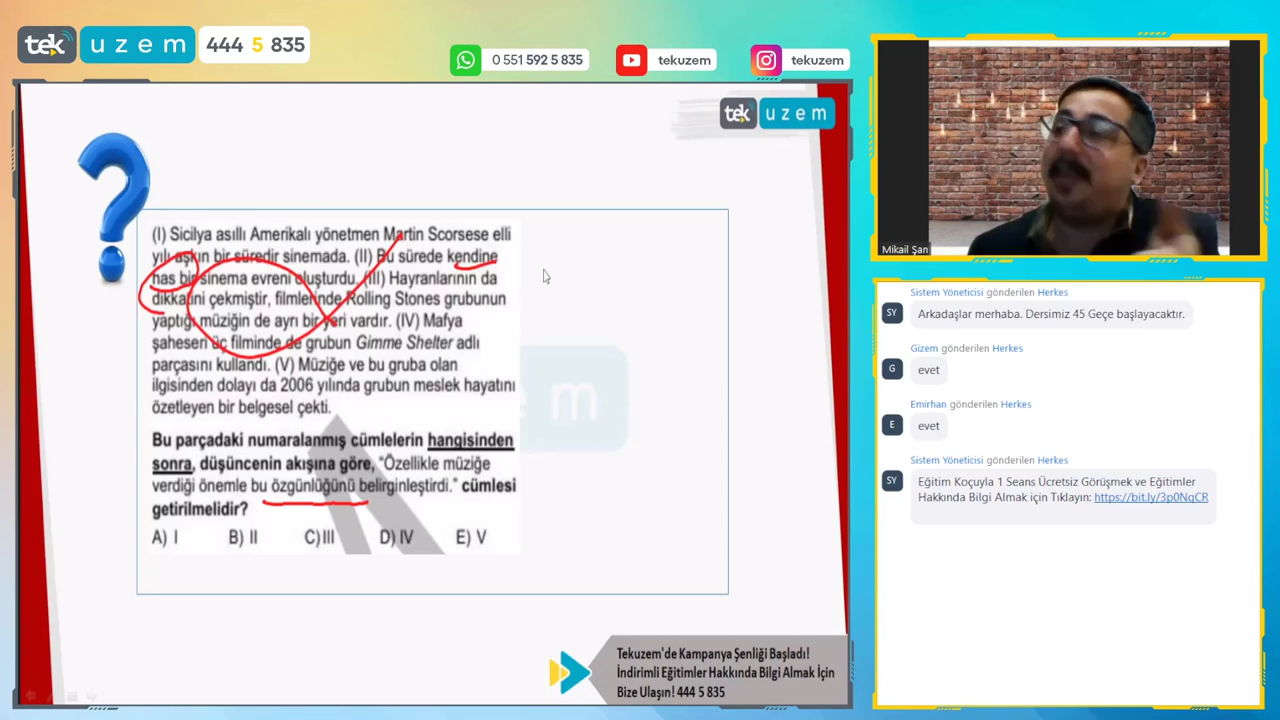 tek uzem 444 5 835
0 551 592 5 835 tekuzem tekuzem
tek uzem
(I) Sicilya asıllı Amerikalı yönetmen Martin Scorsese elli
yılı aşkın bir süredir sinemada. (II) Bu sürede kendine
has bir sinema evreni oluşturdu. (III) Hayranlarının da
dikkatini çekmiştir, filmlerinde Rolling Stones grubunun
yaptığı müziğin de ayrı bir yeri vardır. (IV) Mafya
şaheseri üç filminde de grubun Gimme Shelter adlı
parçasını kullandı. (V) Müziğe ve bu gruba olan
ilgisinden dolayı da 2006 yılında grubun meslek hayatını
özetleyen bir belgesel çekti.
Bu parçadaki numaralanmış cümlelerin hangisinden
sonra, düşüncenin akışına göre, “Özellikle müziğe
verdiği önemle bu özgünlüğünü belirginleştirdi.” cümlesi
getirilmelidir?
A) I B) II C) III D) IV E) V
Tekuzem'de Kampanya Şenliği Başladı!
İndirimli Eğitimler Hakkında Bilgi Almak İçin
Bize Ulaşın! 444 5 835
Mikail Şan
Sistem Yöneticisi gönderilen Herkes
SY Arkadaşlar merhaba. Dersimiz 45 Geçe başlayacaktır.
Gizem gönderilen Herkes
G evet
Emirhan gönderilen Herkes
E evet
Sistem Yöneticisi gönderilen Herkes
SY Eğitim Koçuyla 1 Seans Ücretsiz Görüşmek ve Eğitimler
Hakkında Bilgi Almak için Tıklayın: https://bit.ly/3p0NqCR